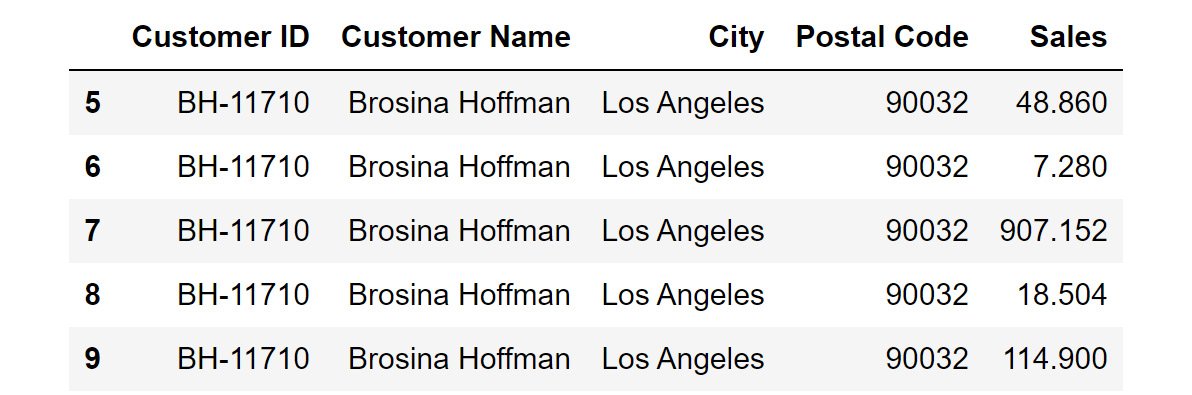 Customer ID Customer Name City Postal Code Sales
5 BH-11710 Brosina Hoffman Los Angeles 90032 48.860
6 BH-11710 Brosina Hoffman Los Angeles 90032 7.280
7 BH-11710 Brosina Hoffman Los Angeles 90032 907.152
8 BH-11710 Brosina Hoffman Los Angeles 90032 18.504
9 BH-11710 Brosina Hoffman Los Angeles 90032 114.900